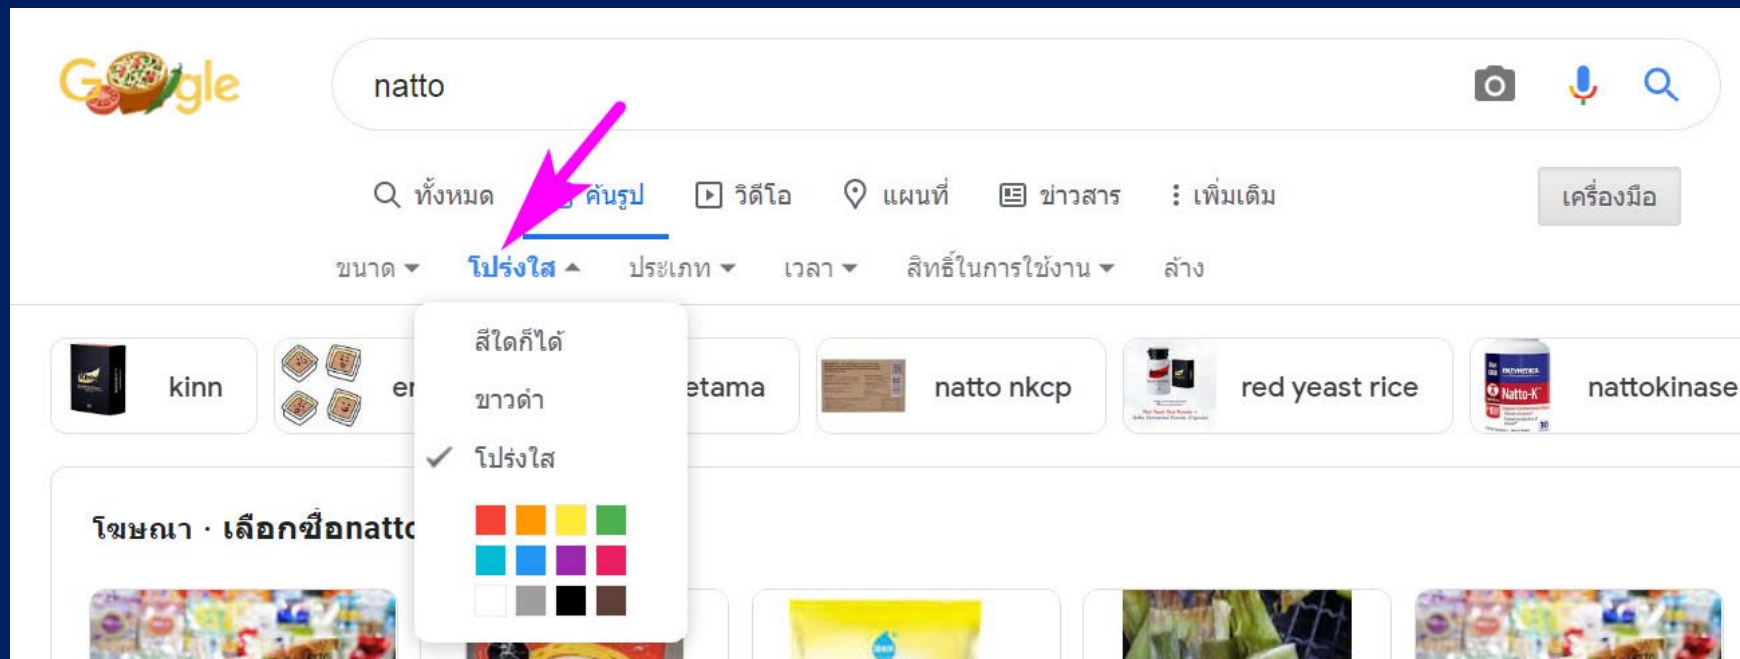 Google
natto
ทั้งหมด ค้นรูป วิดีโอ แผนที่ ข่าวสาร เพิ่มเติม เครื่องมือ
ขนาด โปร่งใส ประเภท เวลา สิทธิ์ในการใช้งาน ล้าง
สีใดก็ได้
ขาวดำ
โปร่งใส
kinn
etama
natto nkcp
red yeast rice
nattokinase
โฆษณา · เลือกซื้อnatto